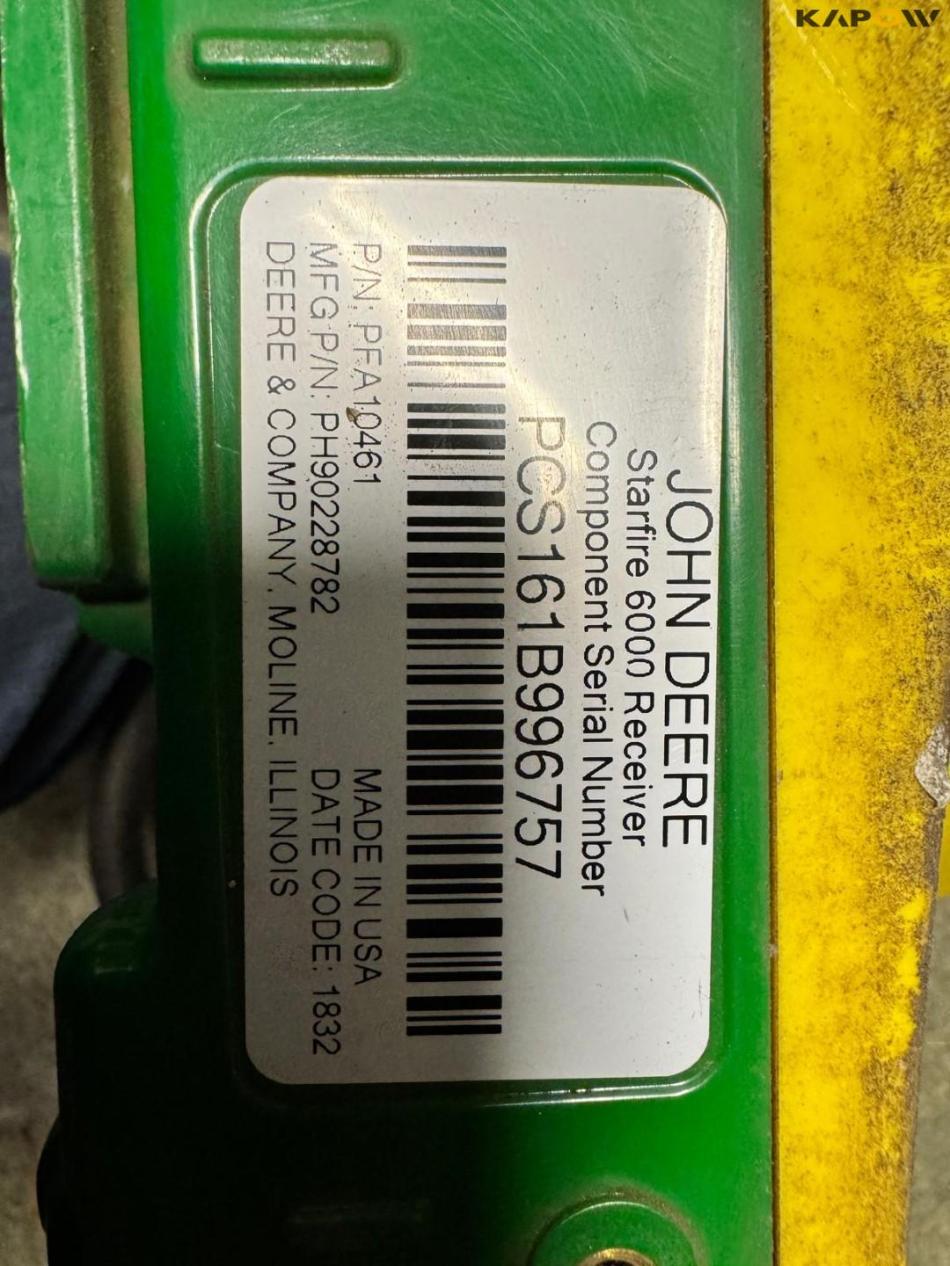 KAPOW
JOHN DEERE
Starfire 6000 Receiver
Component Serial Number
PCS161B996757
P/N: PFA10461 MADE IN USA
MFG P/N: PH90228782 DATE CODE: 1832
DEERE & COMPANY, MOLINE, ILLINOIS